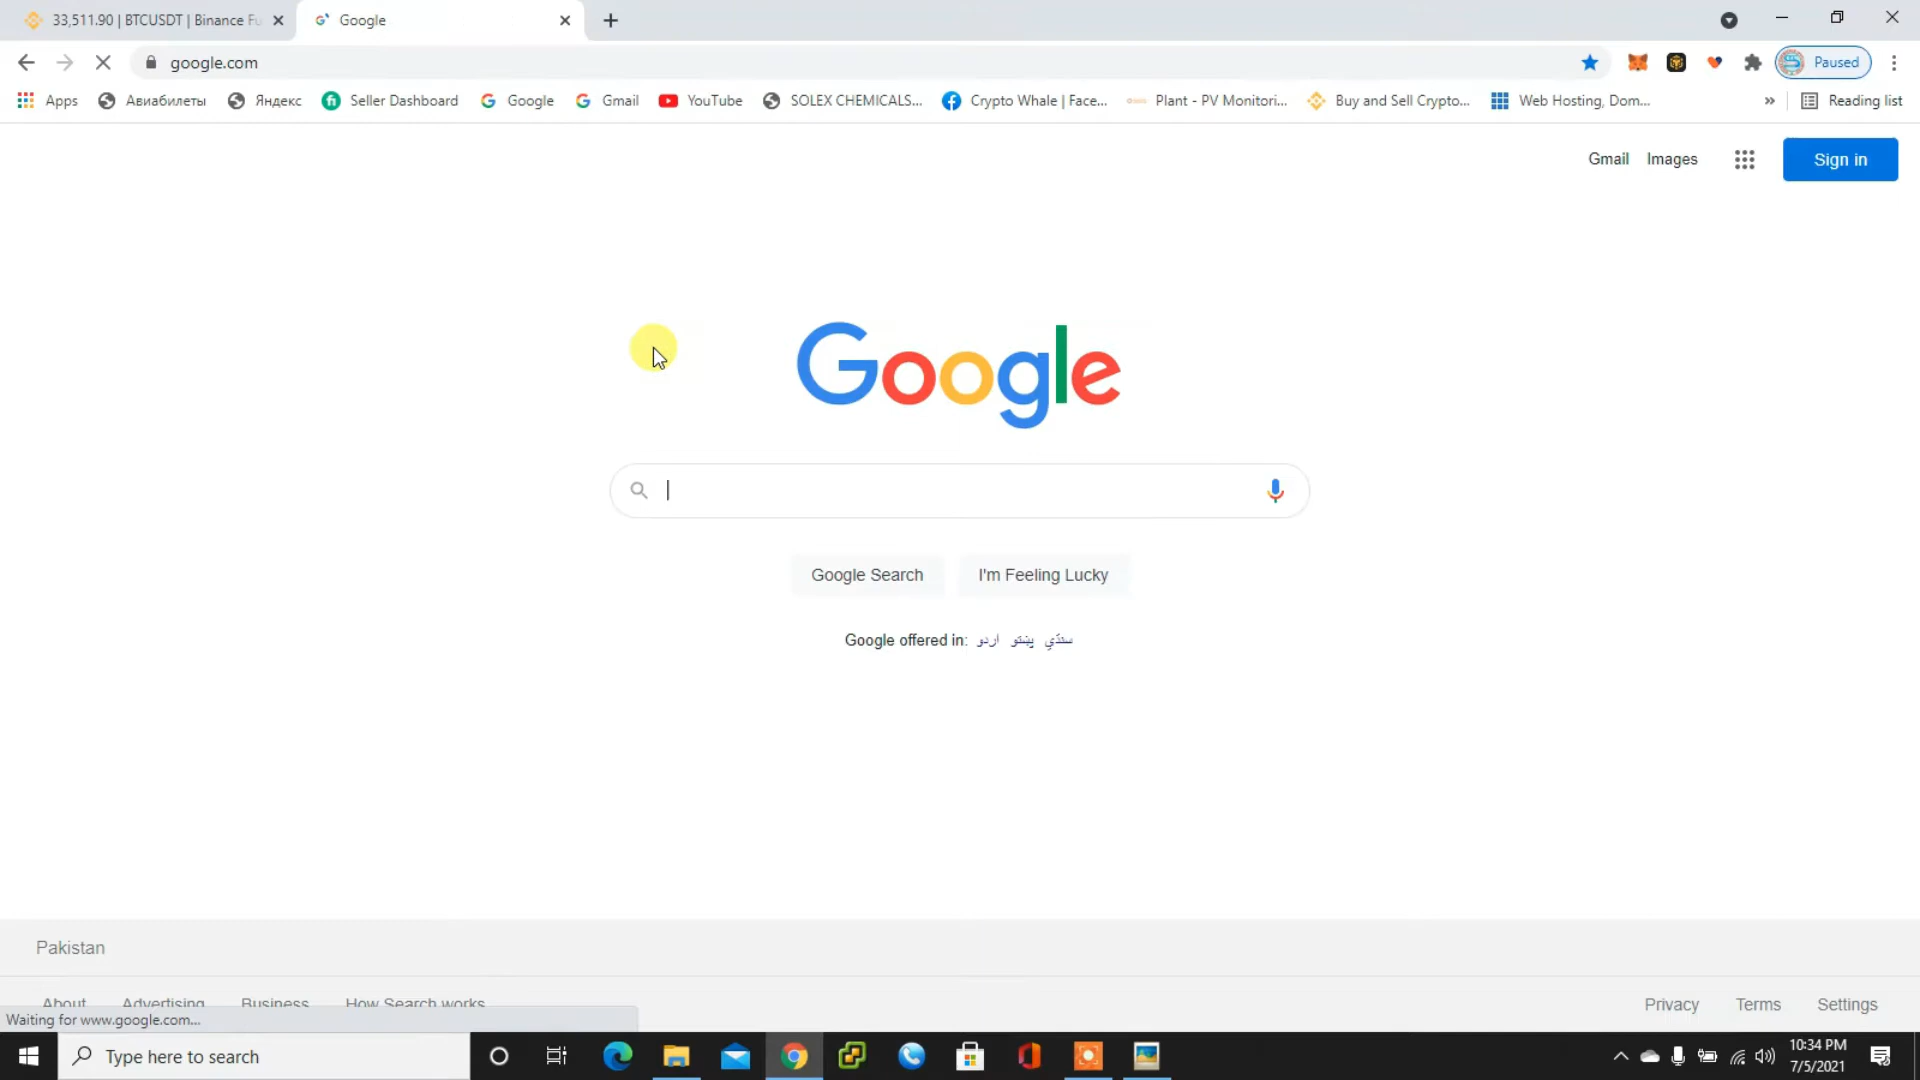 33,511.90 | BTCUSDT | Binance Fu
Google
google.com
Paused
Apps
Авиабилеты
Яндекс
Seller Dashboard
Google
Gmail
YouTube
SOLEX CHEMICALS...
Crypto Whale | Face...
Plant - PV Monitori...
Buy and Sell Crypto...
Web Hosting, Dom...
»
Reading list
Gmail
Images
Sign in
Google
Google Search
I'm Feeling Lucky
Google offered in: اردو پښتو سنڌي
Pakistan
About
Advertising
Business
How Search works
Privacy
Terms
Settings
Waiting for www.google.com...
Type here to search
10:34 PM
7/5/2021